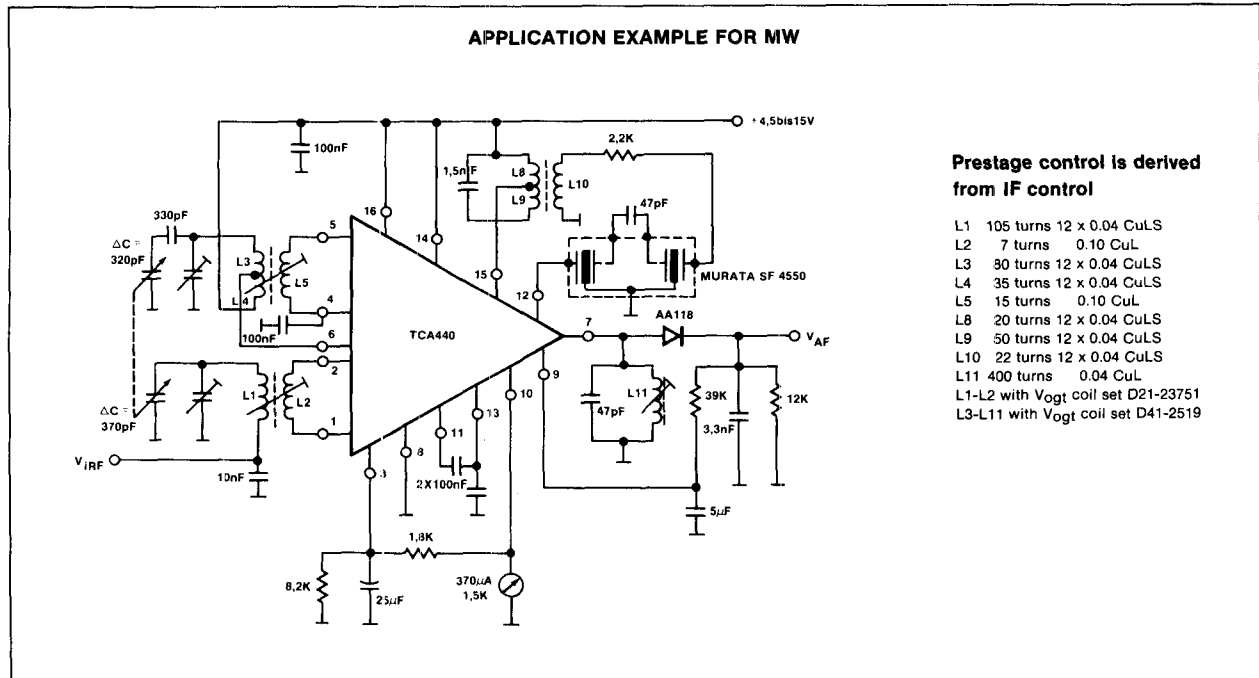 APPLICATION EXAMPLE FOR MW
+4,5bis15V
100nF
2,2K
1,5nF
L8
L9
L10
47pF
MURATA SF 4550
330pF
ΔC =
320pF
L3
L4
L5
100nF
16
5
14
15
12
4
6
2
1
TCA440
7
AA118
VAF
9
10
13
11
8
3
L1
L2
ΔC =
370pF
ViRF
10nF
2X100nF
47pF
L11
39K
3,3nF
12K
5µF
1,8K
8,2K
25µF
370µA
1,5K
Prestage control is derived
from IF control
L1 105 turns 12 x 0.04 CuLS
L2 7 turns 0.10 CuL
L3 80 turns 12 x 0.04 CuLS
L4 35 turns 12 x 0.04 CuLS
L5 15 turns 0.10 CuL
L8 20 turns 12 x 0.04 CuLS
L9 50 turns 12 x 0.04 CuLS
L10 22 turns 12 x 0.04 CuLS
L11 400 turns 0.04 CuL
L1-L2 with Vogt coil set D21-23751
L3-L11 with Vogt coil set D41-2519